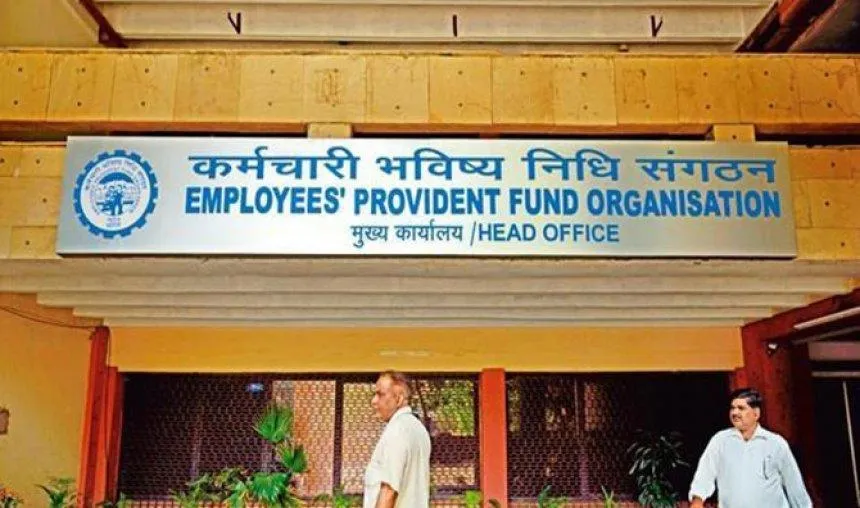 कर्मचारी भविष्य निधि संगठन
EMPLOYEES' PROVIDENT FUND ORGANISATION
मुख्य कार्यालय /HEAD OFFICE